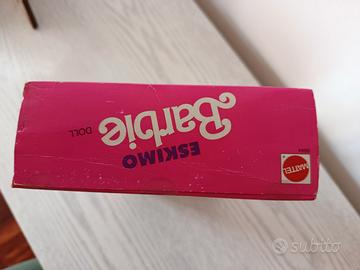 ESKIMO
Barbie
DOLL
MATTEL
subito